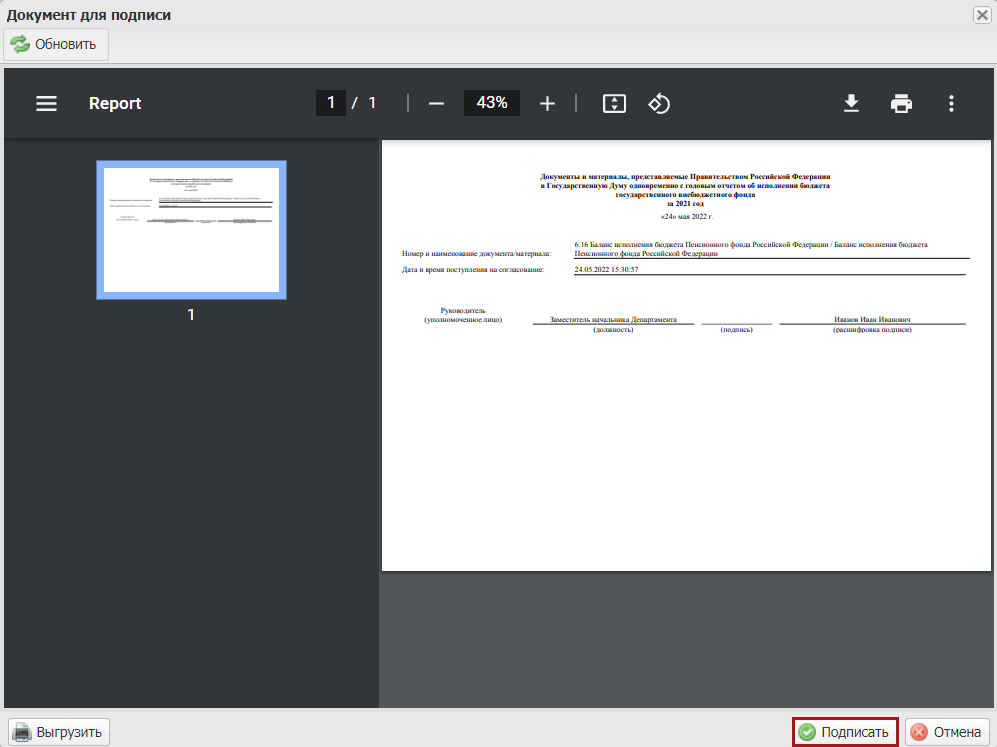 Документ для подписи
Обновить
Report
1 / 1
43%
1
Документы и материалы, представляемые Правительством Российской Федерации
в Государственную Думу одновременно с годовым отчетом об исполнении бюджета
государственного внебюджетного фонда
за 2021 год
«24» мая 2022 г.
Номер и наименование документа/материала:
6.16 Баланс исполнения бюджета Пенсионного фонда Российской Федерации / Баланс исполнения бюджета
Пенсионного фонда Российской Федерации
Дата и время поступления на согласование:
24.05.2022 15:30:57
Руководитель
(уполномоченное лицо)
Заместитель начальника Департамента
Иванов Иван Иванович
(должность)
(подпись)
(расшифровка подписи)
Выгрузить
Подписать
Отмена